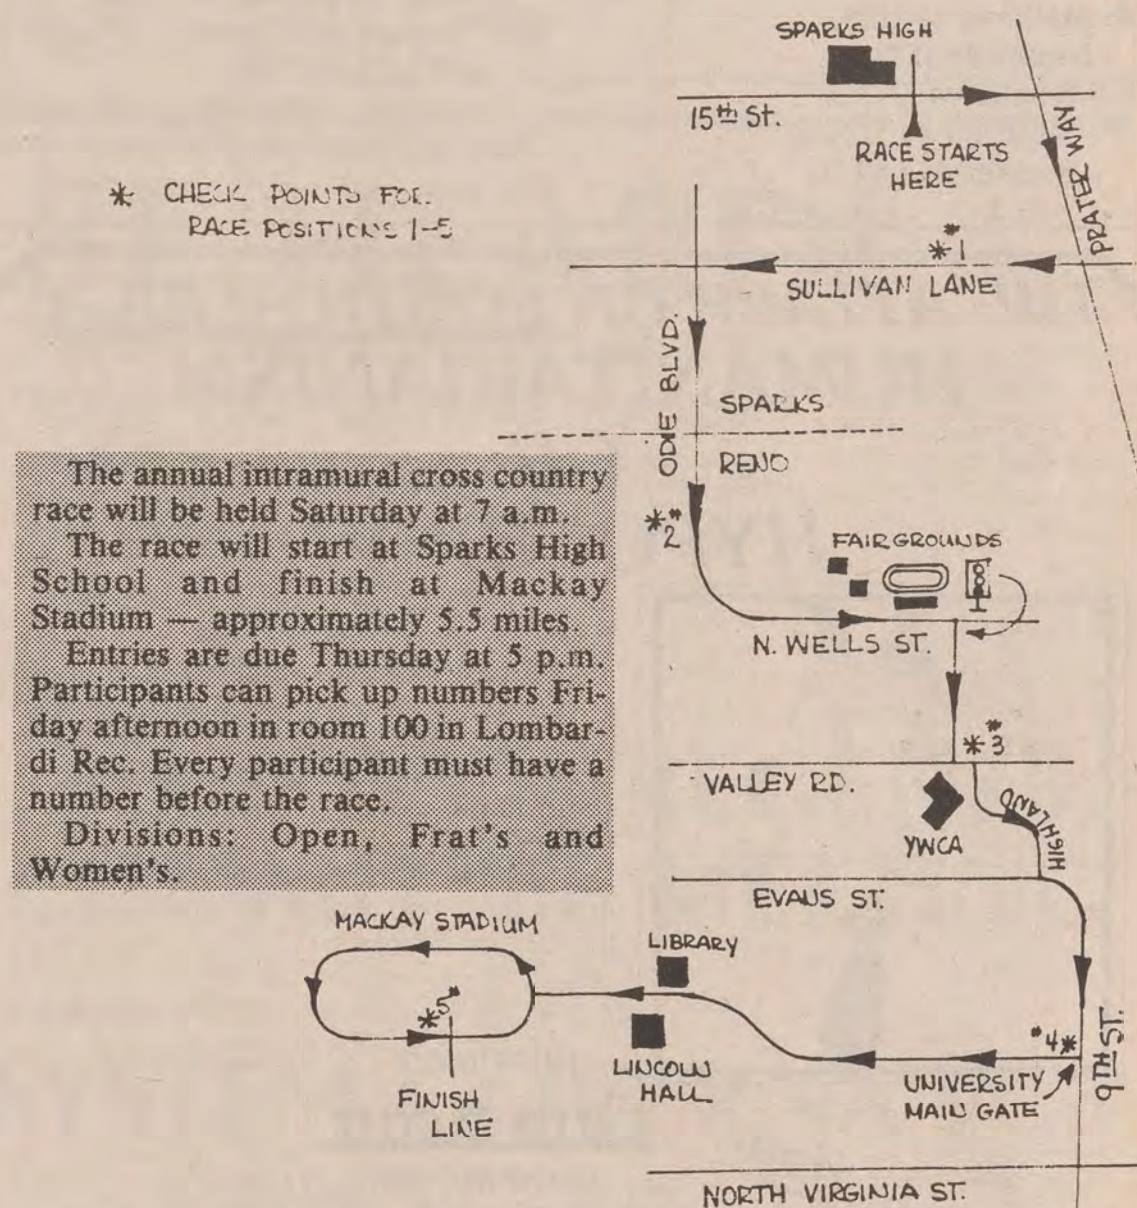 SPARKS HIGH
15th St.
RACE STARTS
HERE
PRATER WAY
* CHECK POINTS FOR
RACE POSITIONS 1-5
*#1
SULLIVAN LANE
ODIE BLVD.
SPARKS
RENO
*#2
FAIRGROUNDS
N. WELLS ST.
The annual intramural cross country
race will be held Saturday at 7 a.m.
The race will start at Sparks High
School and finish at Mackay
Stadium — approximately 5.5 miles.
Entries are due Thursday at 5 p.m.
Participants can pick up numbers Fri-
day afternoon in room 100 in Lombar-
di Rec. Every participant must have a
number before the race.
Divisions: Open, Frat's and
Women's.
*#3
VALLEY RD.
HIGHLAND
YWCA
EVANS ST.
MACKAY STADIUM
LIBRARY
*5#
#4*
9TH ST.
LINCOLN
HALL
UNIVERSITY
MAIN GATE
FINISH
LINE
NORTH VIRGINIA ST.